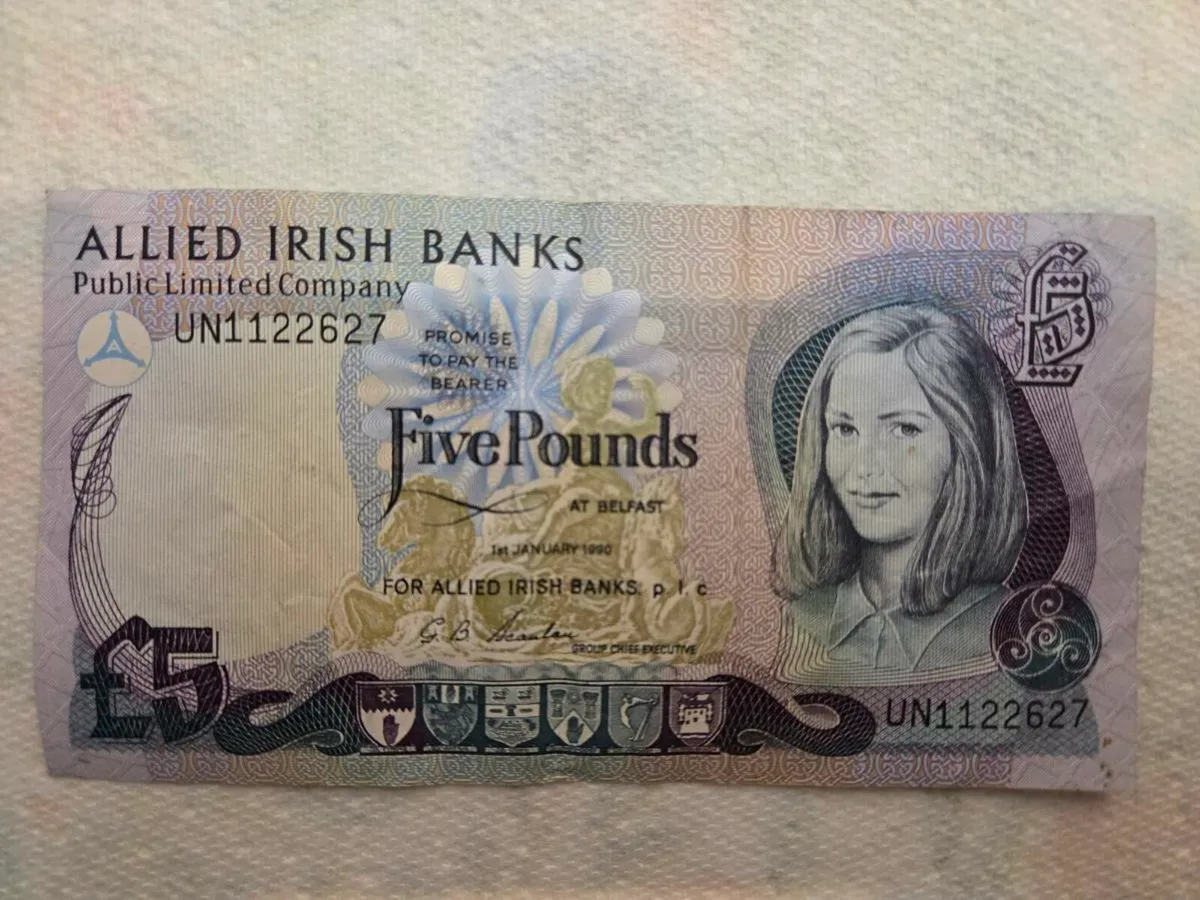 ALLIED IRISH BANKS
Public Limited Company
UN1122627
PROMISE
TO PAY THE
BEARER
Five Pounds
AT BELFAST
1st JANUARY 1990
FOR ALLIED IRISH BANKS, p. l. c
G B Scanlan
GROUP CHIEF EXECUTIVE
£5
£5
A
UN1122627